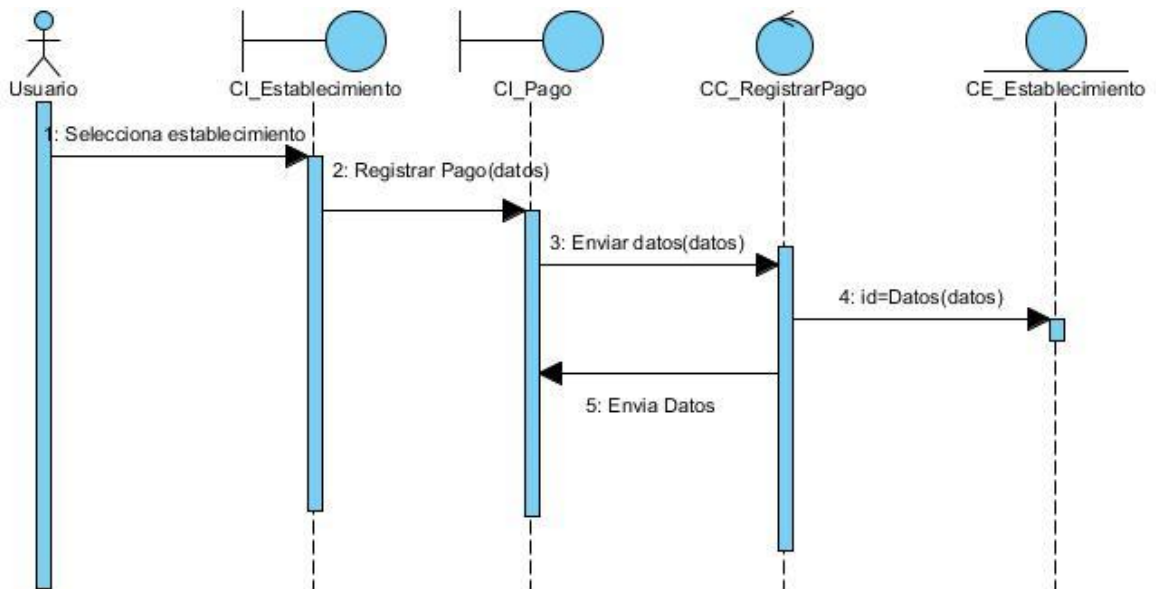 Usuario
CI_Establecimiento
CI_Pago
CC_RegistrarPago
CE_Establecimiento
1: Selecciona establecimiento
2: Registrar Pago(datos)
3: Enviar datos(datos)
4: id=Datos(datos)
5: Envia Datos